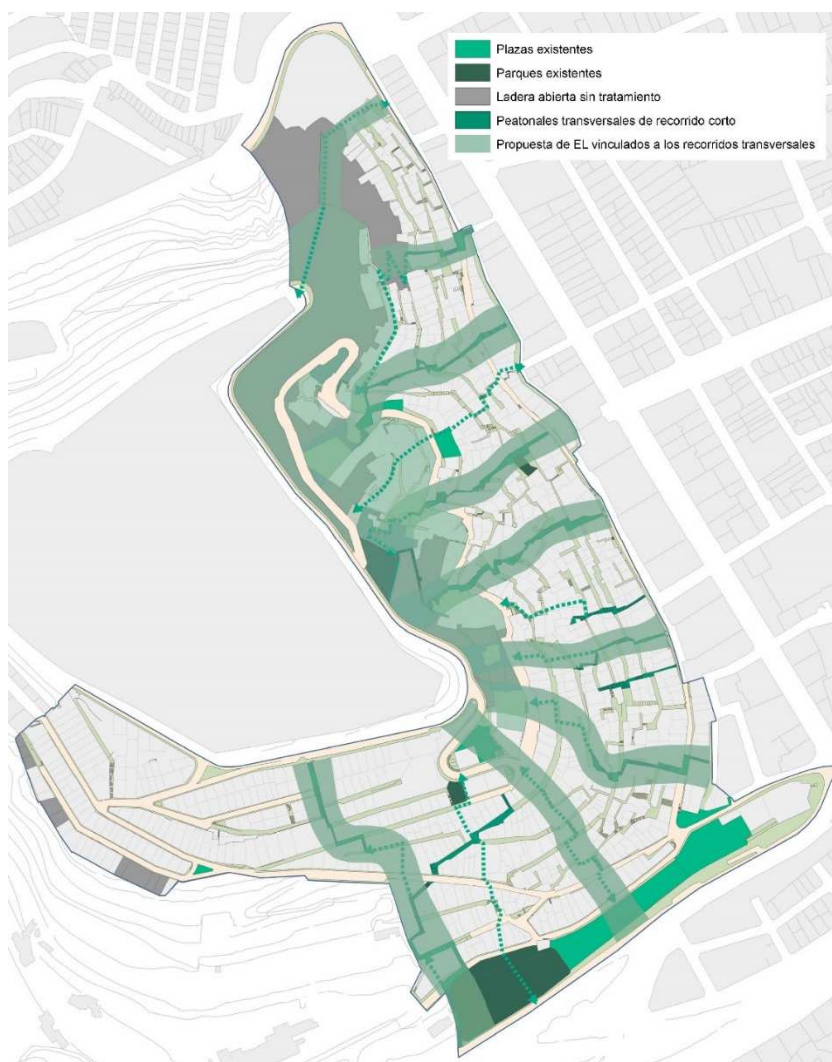 Plazas existentes
Parques existentes
Ladera abierta sin tratamiento
Peatonales transversales de recorrido corto
Propuesta de EL vinculados a los recorridos transversales